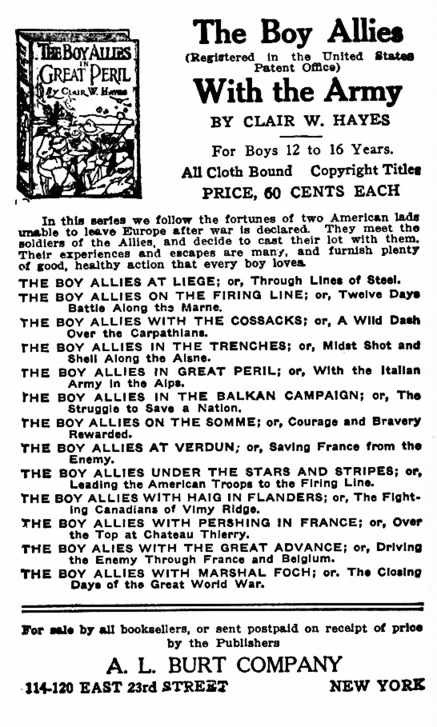 THE BOY ALLIES
IN
GREAT PERIL
By CLAIR W. HAYES
The Boy Allies
(Registered in the United States
Patent Office)
With the Army
BY CLAIR W. HAYES
For Boys 12 to 16 Years.
All Cloth Bound Copyright Titles
PRICE, 60 CENTS EACH
In this series we follow the fortunes of two American lads
unable to leave Europe after war is declared. They meet the
soldiers of the Allies, and decide to cast their lot with them.
Their experiences and escapes are many, and furnish plenty
of good, healthy action that every boy loves.
THE BOY ALLIES AT LIEGE; or, Through Lines of Steel.
THE BOY ALLIES ON THE FIRING LINE; or, Twelve Days
Battle Along the Marne.
THE BOY ALLIES WITH THE COSSACKS; or, A Wild Dash
Over the Carpathians.
THE BOY ALLIES IN THE TRENCHES; or, Midst Shot and
Shell Along the Aisne.
THE BOY ALLIES IN GREAT PERIL; or, With the Italian
Army in the Alps.
THE BOY ALLIES IN THE BALKAN CAMPAIGN; or, The
Struggle to Save a Nation.
THE BOY ALLIES ON THE SOMME; or, Courage and Bravery
Rewarded.
THE BOY ALLIES AT VERDUN; or, Saving France from the
Enemy.
THE BOY ALLIES UNDER THE STARS AND STRIPES; or,
Leading the American Troops to the Firing Line.
THE BOY ALLIES WITH HAIG IN FLANDERS; or, The Fight-
ing Canadians of Vimy Ridge.
THE BOY ALLIES WITH PERSHING IN FRANCE; or, Over
the Top at Chateau Thierry.
THE BOY ALIES WITH THE GREAT ADVANCE; or, Driving
the Enemy Through France and Belgium.
THE BOY ALLIES WITH MARSHAL FOCH; or. The Closing
Days of the Great World War.
For sale by all booksellers, or sent postpaid on receipt of price
by the Publishers
A. L. BURT COMPANY
114-120 EAST 23rd STREET NEW YORK